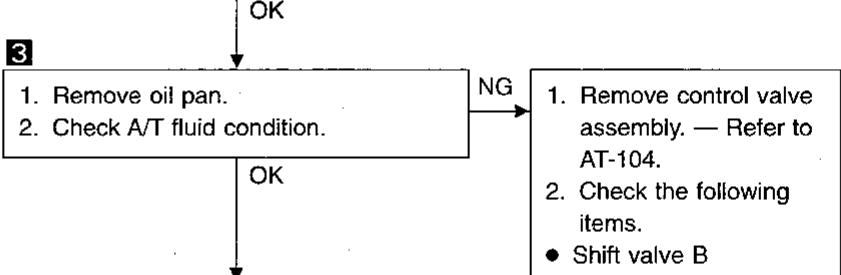 OK
3
1. Remove oil pan.
2. Check A/T fluid condition.
NG
1. Remove control valve
assembly. — Refer to
AT-104.
2. Check the following
items.
● Shift valve B
OK